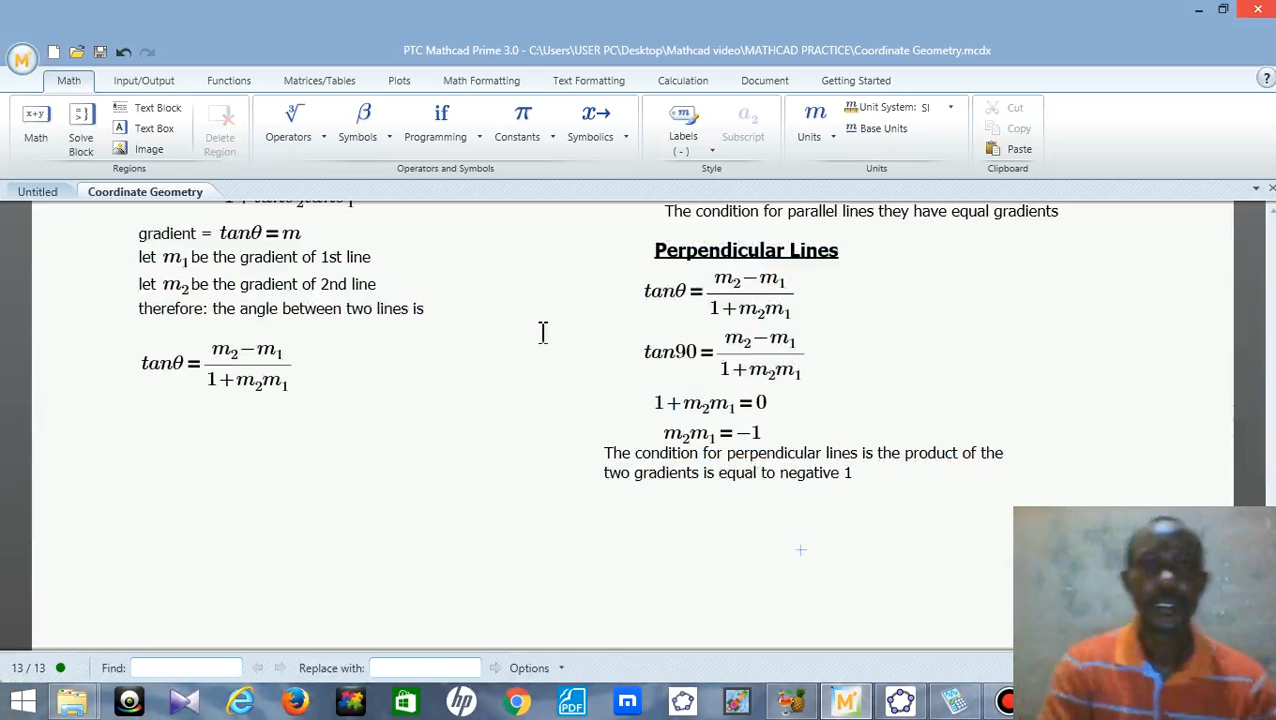 PTC Mathcad Prime 3.0 - C:\Users\USER PC\Desktop\Mathcad video\MATHCAD PRACTICE\Coordinate Geometry.mcdx
Math Input/Output Functions Matrices/Tables Plots Math Formatting Text Formatting Calculation Document Getting Started
Math
Solve Block
Text Block
Text Box
Image
Delete Region
Regions
Operators
Symbols
Programming
Constants
Symbolics
Operators and Symbols
Labels
( - )
Subscript
Style
Units
Unit System: SI
Base Units
Units
Cut
Copy
Paste
Clipboard
Untitled Coordinate Geometry
gradient = tanθ = m
let m₁ be the gradient of 1st line
let m₂ be the gradient of 2nd line
therefore: the angle between two lines is
tanθ = (m₂ − m₁) / (1 + m₂m₁)
The condition for parallel lines they have equal gradients
Perpendicular Lines
tanθ = (m₂ − m₁) / (1 + m₂m₁)
tan90 = (m₂ − m₁) / (1 + m₂m₁)
1 + m₂m₁ = 0
m₂m₁ = −1
The condition for perpendicular lines is the product of the
two gradients is equal to negative 1
13 / 13 Find: Replace with: Options